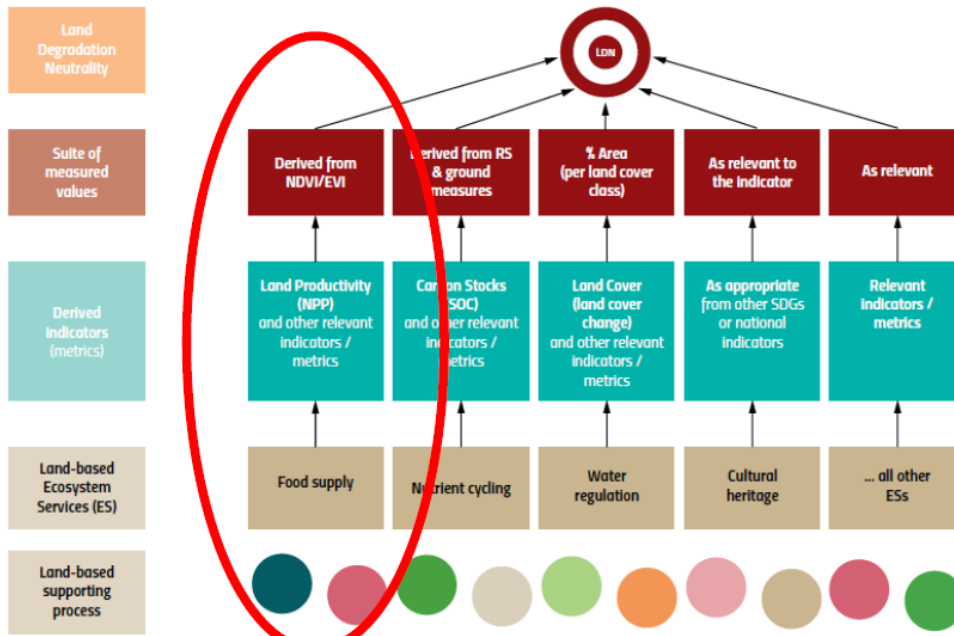 Land
Degradation
Neutrality
LDN
Suite of
measured
values
Derived from
NDVI/EVI
Derived from RS
& ground
measures
% Area
(per land cover
class)
As relevant to
the indicator
As relevant
Derived
indicators
(metrics)
Land Productivity
(NPP)
and other relevant
indicators /
metrics
Carbon Stocks
(SOC)
and other relevant
indicators /
metrics
Land Cover
(land cover
change)
and other relevant
indicators /
metrics
As appropriate
from other SDGs
or national
indicators
Relevant
indicators /
metrics
Land-based
Ecosystem
Services (ES)
Food supply
Nutrient cycling
Water
regulation
Cultural
heritage
... all other
ESs
Land-based
supporting
process